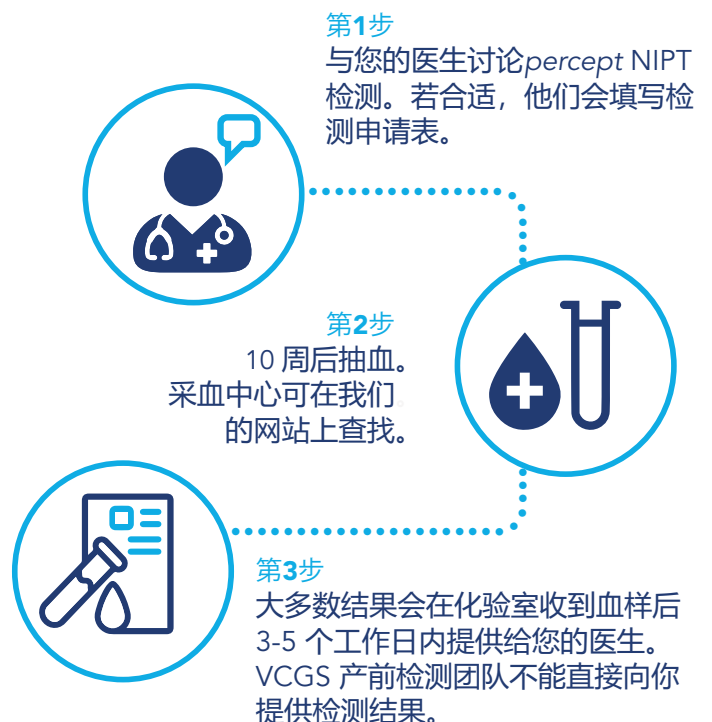 第1步
与您的医生讨论percept NIPT
检测。若合适，他们会填写检
测申请表。
第2步
10 周后抽血。
采血中心可在我们
的网站上查找。
第3步
大多数结果会在化验室收到血样后
3-5 个工作日内提供给您的医生。
VCGS 产前检测团队不能直接向你
提供检测结果。